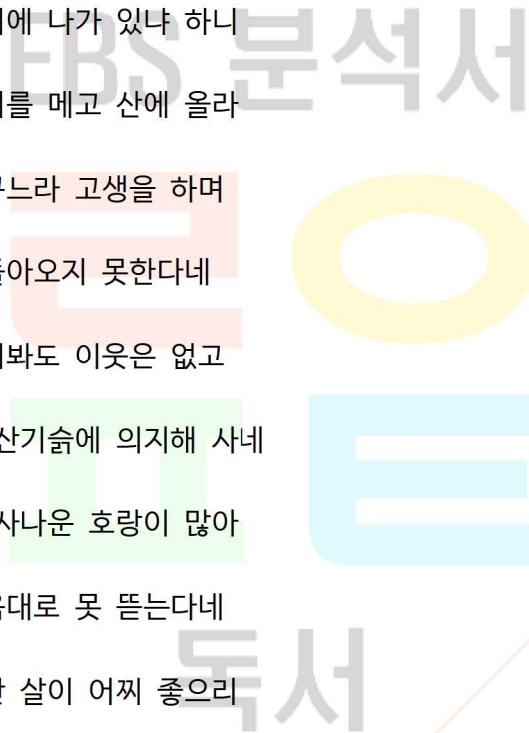 EBS 분석서
에 나가 있냐 하니
를 메고 산에 올라
느라 고생을 하며
아오지 못한다네
봐도 이웃은 없고
산기슭에 의지해 사네
사나운 호랑이 많아
대로 못 뜯는다네
살이 어찌 좋으리
독서